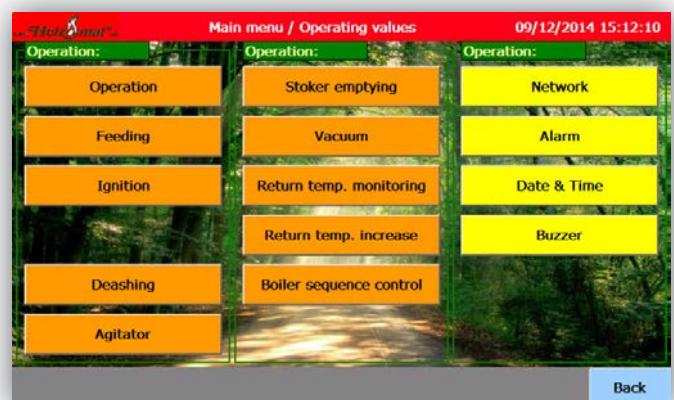 Holzomat
Main menu / Operating values
09/12/2014 15:12:10
Operation:
Operation
Feeding
Ignition
Deashing
Agitator
Operation:
Stoker emptying
Vacuum
Return temp. monitoring
Return temp. increase
Boiler sequence control
Operation:
Network
Alarm
Date & Time
Buzzer
Back